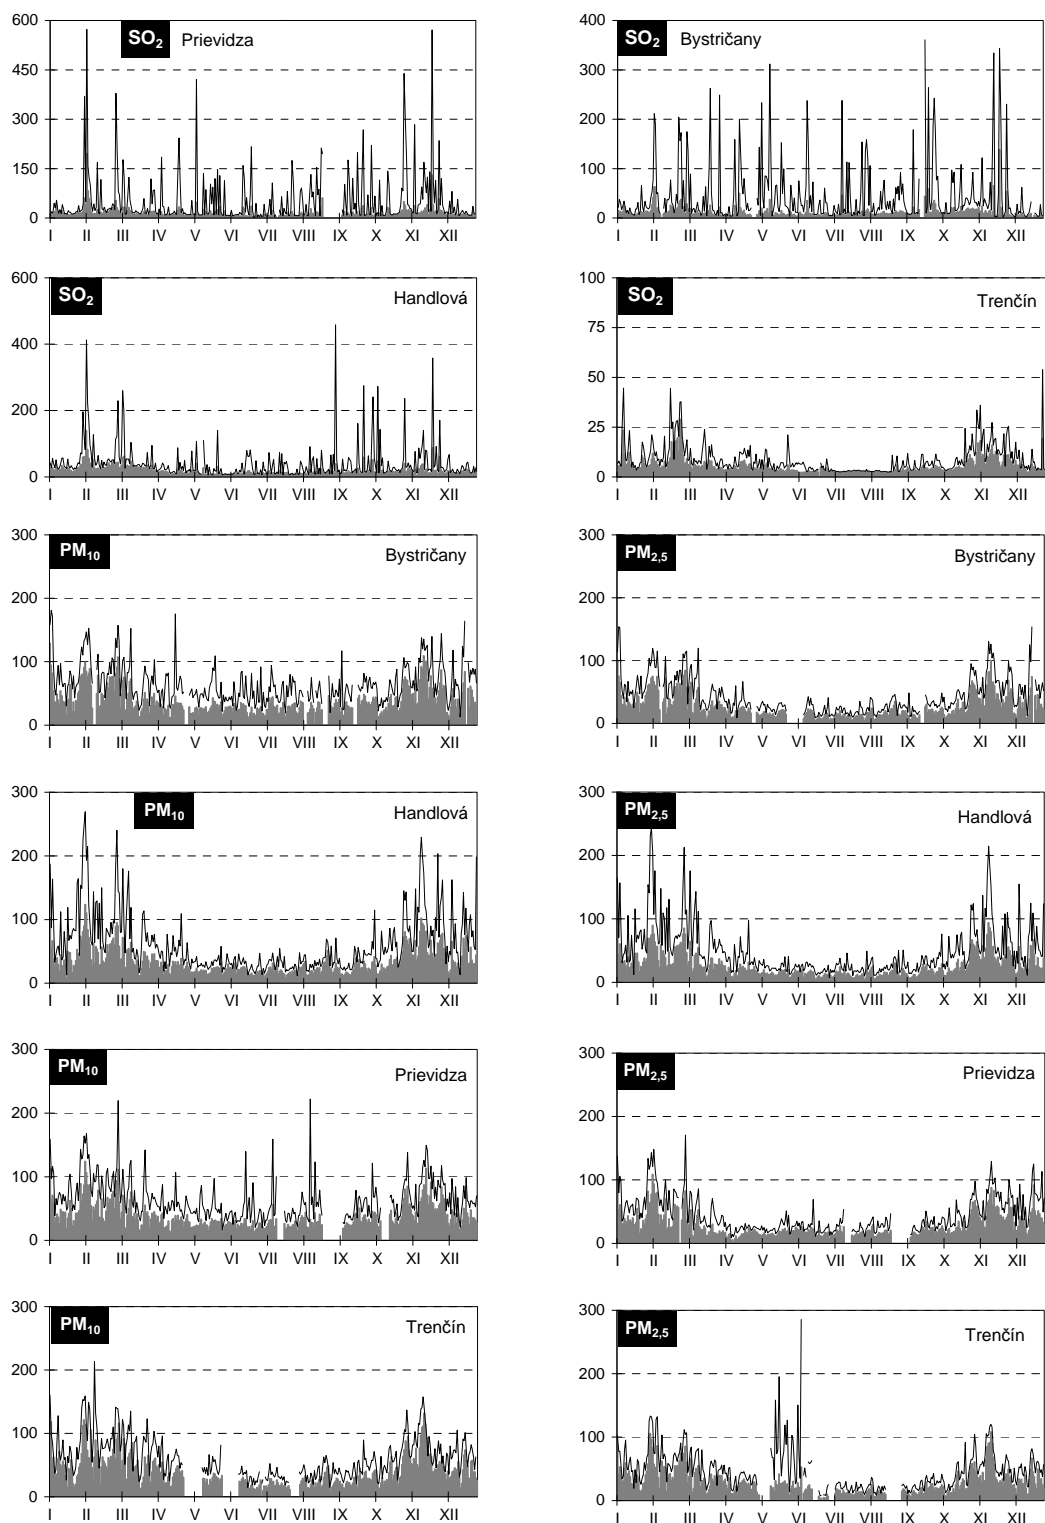 SO2 Prievidza
600
450
300
150
0
I II III IV V VI VII VIII IX X XI XII
SO2 Bystričany
400
300
200
100
0
I II III IV V VI VII VIII IX X XI XII
SO2 Handlová
600
400
200
0
I II III IV V VI VII VIII IX X XI XII
SO2 Trenčín
100
75
50
25
0
I II III IV V VI VII VIII IX X XI XII
PM10 Bystričany
300
200
100
0
I II III IV V VI VII VIII IX X XI XII
PM2,5 Bystričany
300
200
100
0
I II III IV V VI VII VIII IX X XI XII
PM10 Handlová
300
200
100
0
I II III IV V VI VII VIII IX X XI XII
PM2,5 Handlová
300
200
100
0
I II III IV V VI VII VIII IX X XI XII
PM10 Prievidza
300
200
100
0
I II III IV V VI VII VIII IX X XI XII
PM2,5 Prievidza
300
200
100
0
I II III IV V VI VII VIII IX X XI XII
PM10 Trenčín
300
200
100
0
I II III IV V VI VII VIII IX X XI XII
PM2,5 Trenčín
300
200
100
0
I II III IV V VI VII VIII IX X XI XII